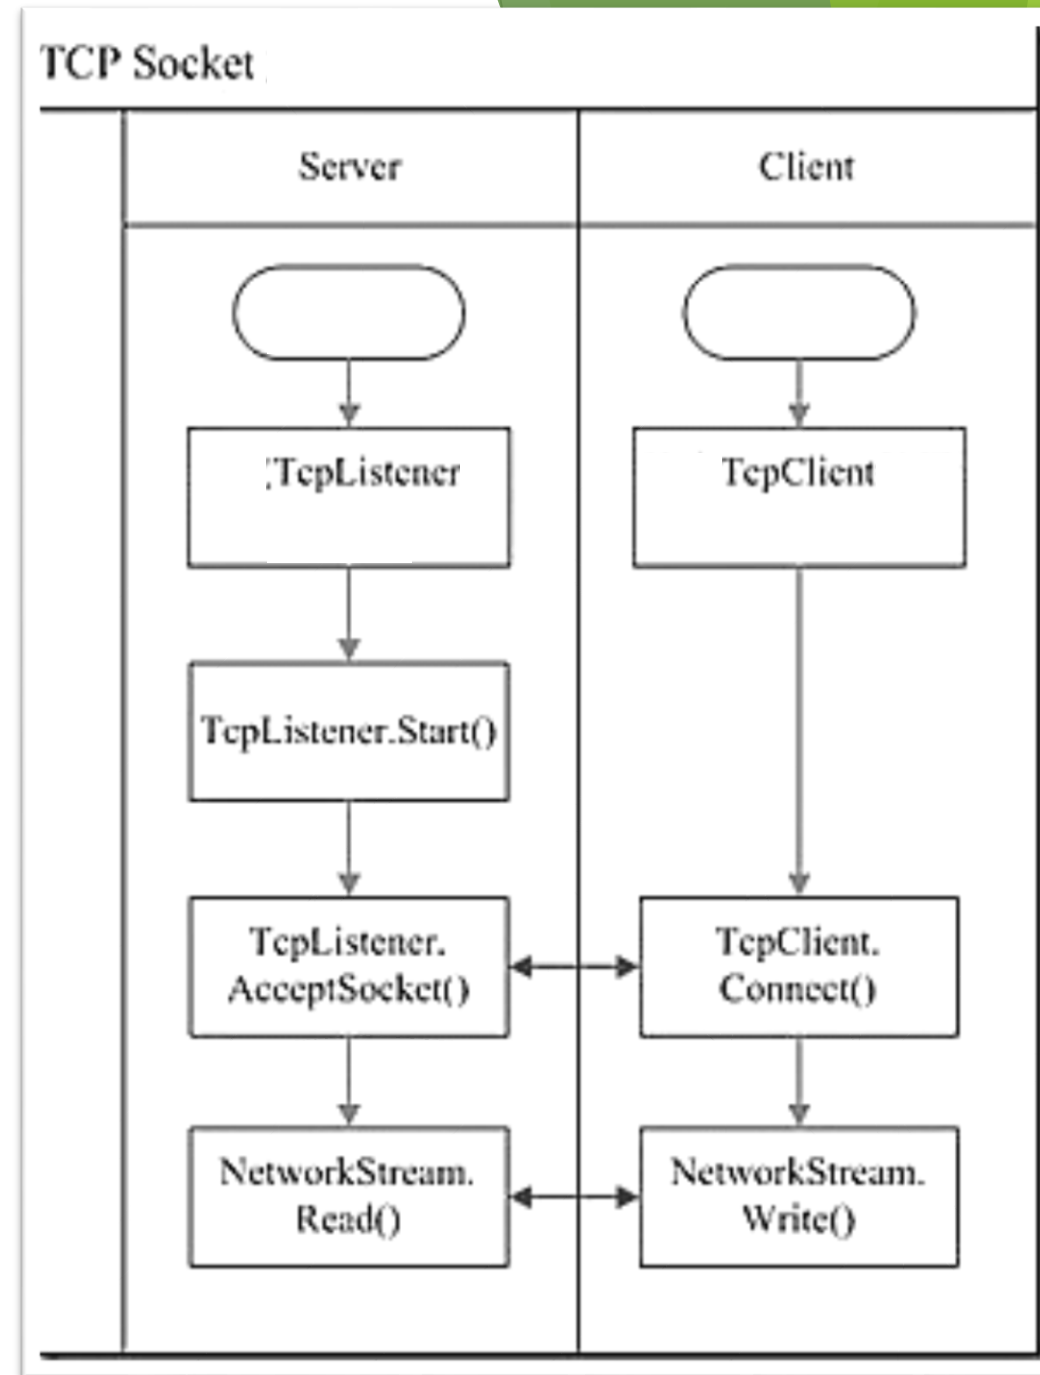 TCP Socket
Server
Client
TcpListener
TcpClient
TcpListener.Start()
TcpListener.
AcceptSocket()
TcpClient.
Connect()
NetworkStream.
Read()
NetworkStream.
Write()